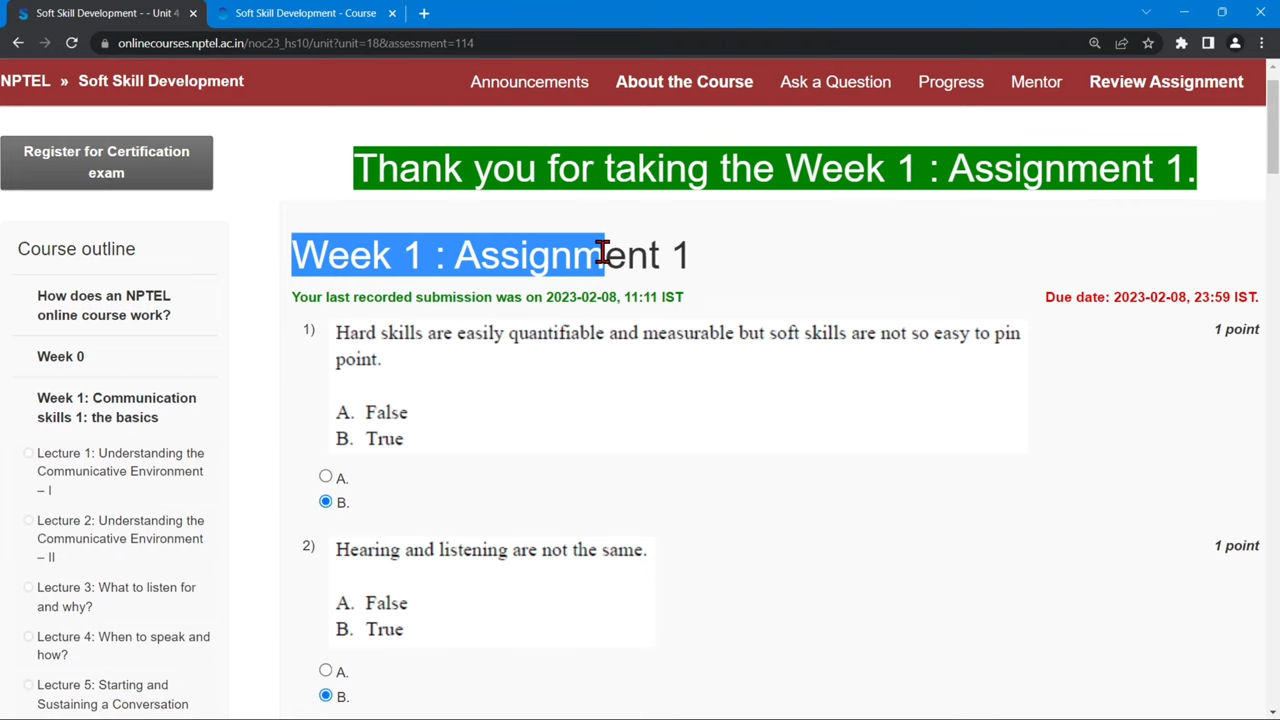 Soft Skill Development - - Unit 4
Soft Skill Development - Course
onlinecourses.nptel.ac.in/noc23_hs10/unit?unit=18&assessment=114
NPTEL » Soft Skill Development
Announcements About the Course Ask a Question Progress Mentor Review Assignment
Register for Certification
exam
Thank you for taking the Week 1 : Assignment 1.
Course outline
How does an NPTEL
online course work?
Week 0
Week 1: Communication
skills 1: the basics
Lecture 1: Understanding the
Communicative Environment
– I
Lecture 2: Understanding the
Communicative Environment
– II
Lecture 3: What to listen for
and why?
Lecture 4: When to speak and
how?
Lecture 5: Starting and
Sustaining a Conversation
Week 1 : Assignment 1
Your last recorded submission was on 2023-02-08, 11:11 IST
Due date: 2023-02-08, 23:59 IST.
1) Hard skills are easily quantifiable and measurable but soft skills are not so easy to pin
point.
1 point
A. False
B. True
A.
B.
2) Hearing and listening are not the same.
1 point
A. False
B. True
A.
B.